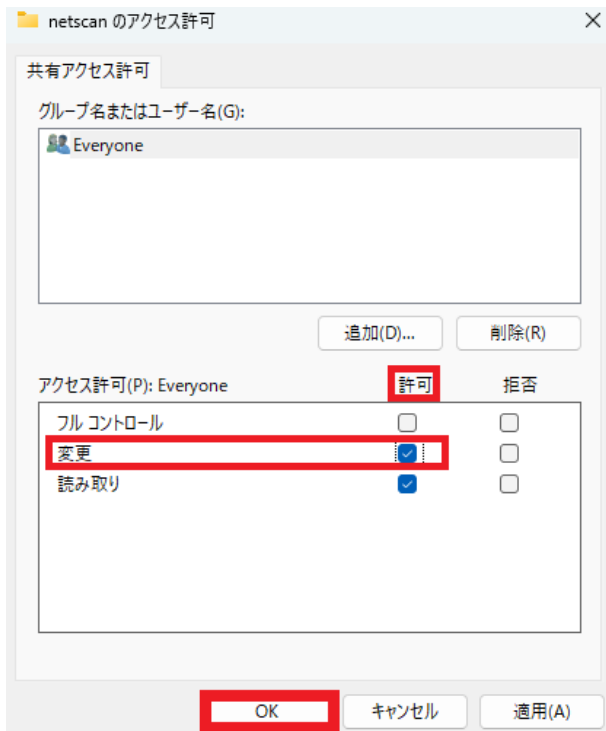 netscan のアクセス許可
共有アクセス許可
グループ名またはユーザー名(G):
Everyone
追加(D)... 削除(R)
アクセス許可(P): Everyone 許可 拒否
フル コントロール
変更
読み取り
OK キャンセル 適用(A)